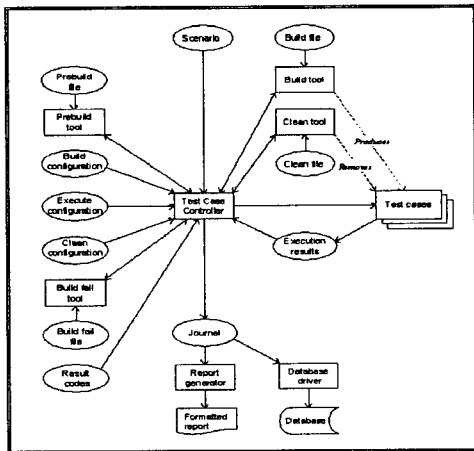 Scenario
Build file
Prebuild
file
Build tool
Prebuild
tool
Clean tool
Produces
Build
configuration
Clean file
Removes
Execute
configuration
Test Case
Controller
Test cases
Clean
configuration
Execution
results
Build fail
tool
Build fail
file
Journal
Result
codes
Report
generator
Database
driver
Formatted
report
Database